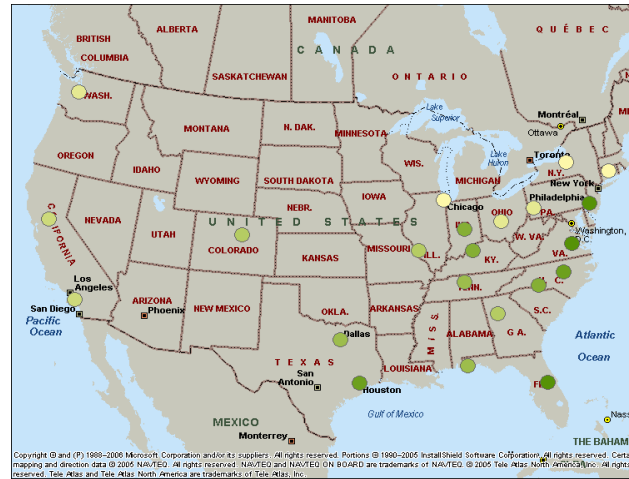 MANITOBA
ALBERTA
QUÉBEC
BRITISH
COLUMBIA
CANADA
SASKATCHEWAN
ONTARIO
WASH.
Lake
Superior
Montréal
Ottawa
MONTANA
N. DAK.
MINNESOTA
Lake
Huron
Toronto
OREGON
IDAHO
WIS.
MICHIGAN
N.Y.
WYOMING
SOUTH DAKOTA
New York
IOWA
Philadelphia
NEBR.
Chicago
OHIO
PA.
CALIFORNIA
NEVADA
UNITED STATES
UTAH
COLORADO
W. VA.
Washington,
D.C.
KANSAS
MISSOURI
ILL.
KY.
VA.
Los
Angeles
San Diego
ARIZONA
Phoenix
NEW MEXICO
OKLA.
ARKANSAS
S.C.
Pacific
Ocean
Dallas
MISS.
ALABAMA
GA.
Atlantic
Ocean
TEXAS
LOUISIANA
San
Antonio
Houston
Gulf of Mexico
MEXICO
Monterrey
Nass
THE BAHAM
Copyright © and (P) 1988-2006 Microsoft Corporation and/or its suppliers. All rights reserved. Portions © 1990-2005 InstallShield Software Corporation. All rights reserved. Certa
mapping and direction data © 2005 NAVTEQ. All rights reserved. NAVTEQ and NAVTEQ ON BOARD are trademarks of NAVTEQ. © 2005 Tele Atlas North America, Inc. All rights
reserved. Tele Atlas and Tele Atlas North America are trademarks of Tele Atlas, Inc.